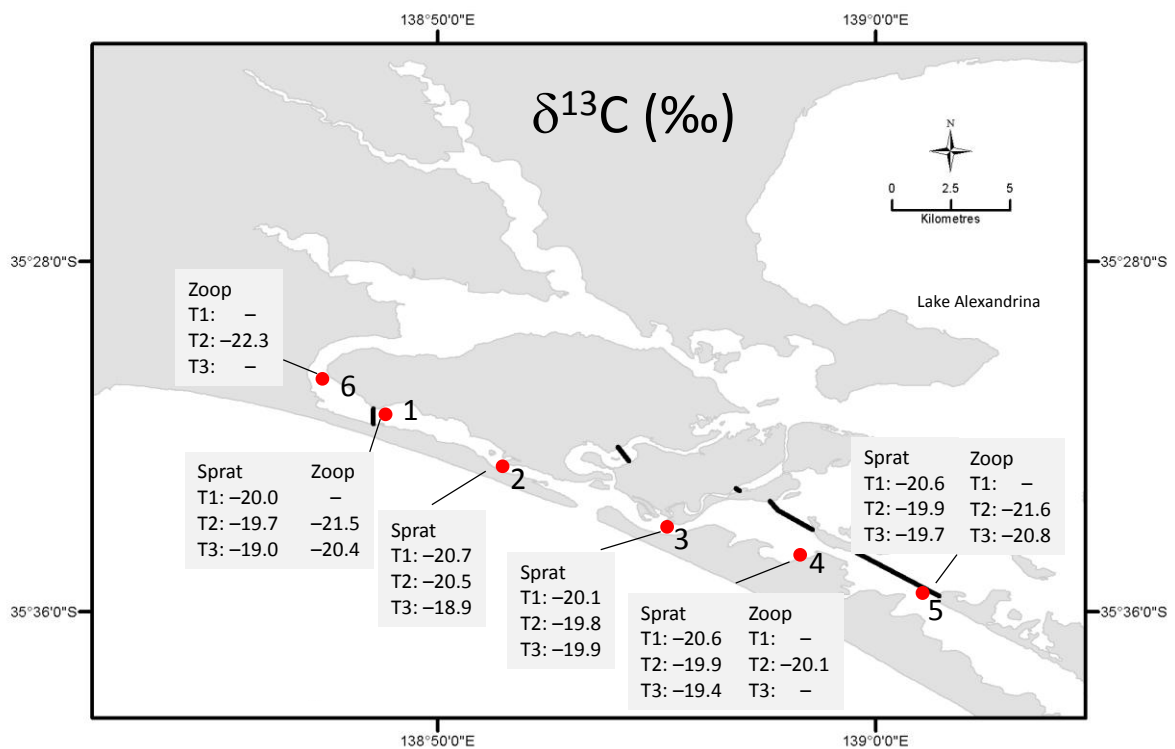 138°50'0"E 139°0'0"E
δ13C (‰)
N
0 2.5 5
Kilometres
35°28'0"S 35°28'0"S
Lake Alexandrina
Zoop
T1: –
T2: –22.3
T3: –
6
1
Sprat Zoop
T1: –20.0 –
T2: –19.7 –21.5
T3: –19.0 –20.4
2
Sprat
T1: –20.7
T2: –20.5
T3: –18.9
3
Sprat
T1: –20.1
T2: –19.8
T3: –19.9
4
Sprat Zoop
T1: –20.6 T1: –
T2: –19.9 T2: –20.1
T3: –19.4 T3: –
Sprat Zoop
T1: –20.6 T1: –
T2: –19.9 T2: –21.6
T3: –19.7 T3: –20.8
5
35°36'0"S 35°36'0"S
138°50'0"E 139°0'0"E